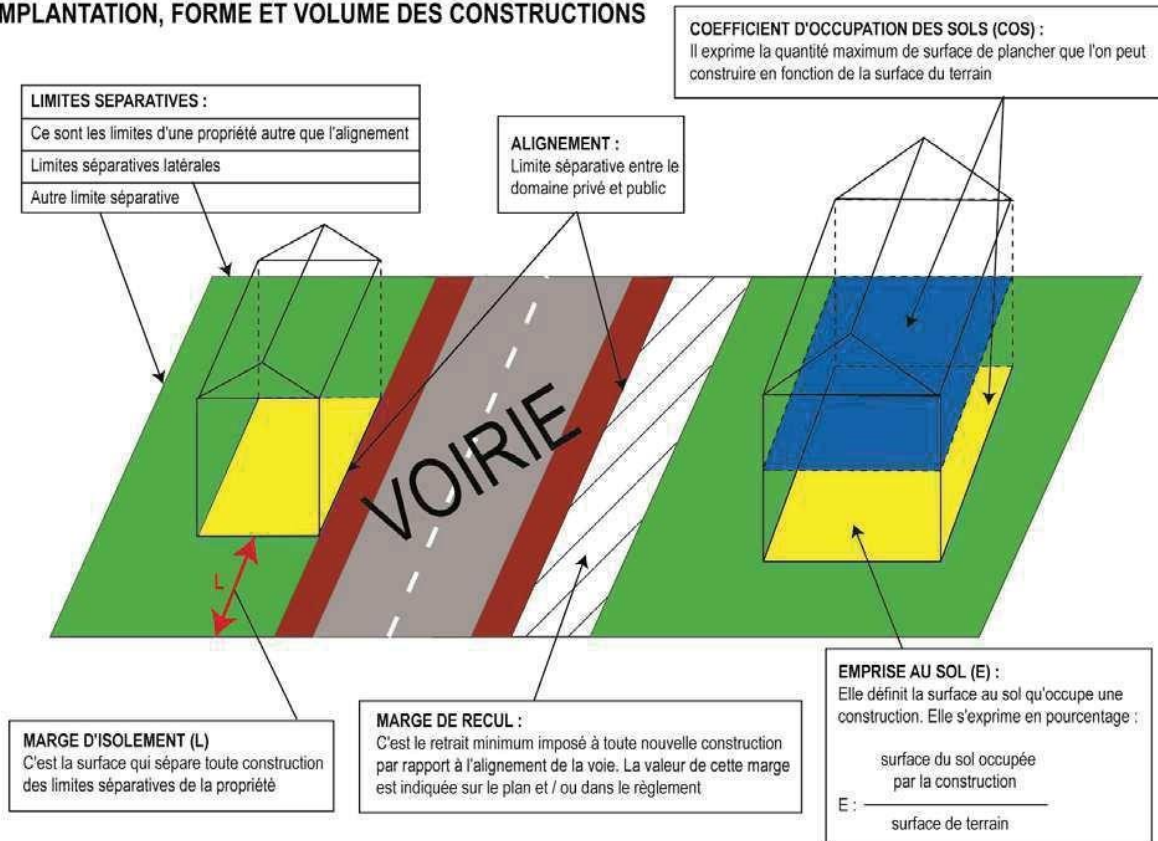 MPLANTATION, FORME ET VOLUME DES CONSTRUCTIONS
COEFFICIENT D'OCCUPATION DES SOLS (COS) :
Il exprime la quantité maximum de surface de plancher que l'on peut
construire en fonction de la surface du terrain
LIMITES SEPARATIVES :
Ce sont les limites d'une propriété autre que l'alignement
Limites séparatives latérales
Autre limite séparative
ALIGNEMENT :
Limite séparative entre le
domaine privé et public
VOIRIE
L
MARGE D'ISOLEMENT (L)
C'est la surface qui sépare toute construction
des limites séparatives de la propriété
MARGE DE RECUL :
C'est le retrait minimum imposé à toute nouvelle construction
par rapport à l'alignement de la voie. La valeur de cette marge
est indiquée sur le plan et / ou dans le règlement
EMPRISE AU SOL (E) :
Elle définit la surface au sol qu'occupe une
construction. Elle s'exprime en pourcentage :
surface du sol occupée
par la construction
E :
surface de terrain